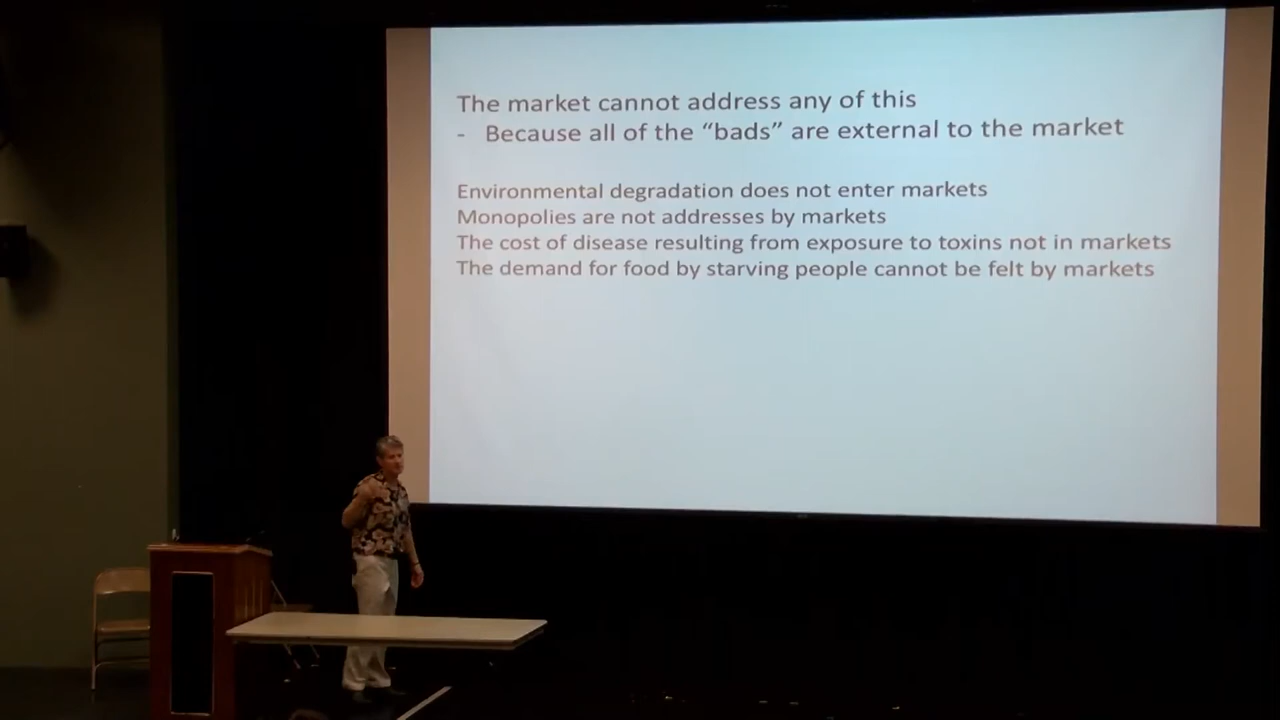 The market cannot address any of this
- Because all of the “bads” are external to the market
Environmental degradation does not enter markets
Monopolies are not addresses by markets
The cost of disease resulting from exposure to toxins not in markets
The demand for food by starving people cannot be felt by markets